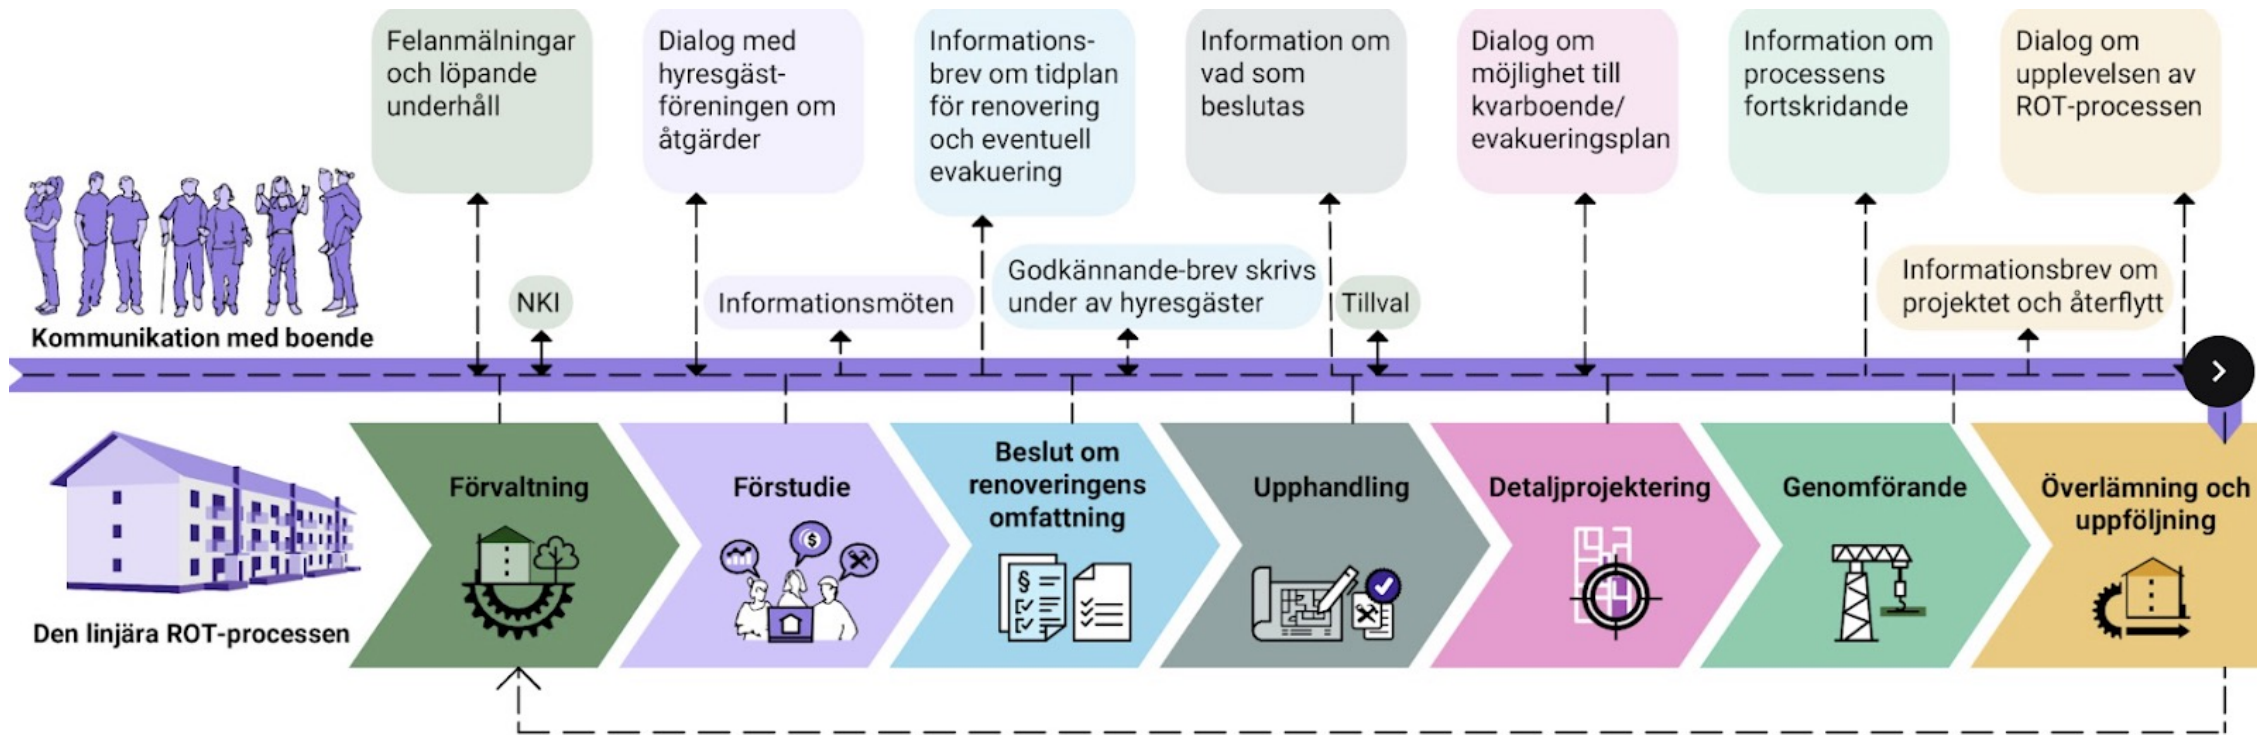 Felanmälningar
och löpande
underhåll
Dialog med
hyresgäst-
föreningen om
åtgärder
Informations-
brev om tidplan
för renovering
och eventuell
evakuering
Information om
vad som
beslutas
Dialog om
möjlighet till
kvarboende/
evakueringsplan
Information om
processens
fortskridande
Dialog om
upplevelsen av
ROT-processen
NKI
Informationsmöten
Godkännande-brev skrivs
under av hyresgäster
Tillval
Informationsbrev om
projektet och återflytt
Kommunikation med boende
Förvaltning
Förstudie
$
Beslut om
renoveringens
omfattning
§
Upphandling
Detaljprojektering
Genomförande
Överlämning och
uppföljning
Den linjära ROT-processen